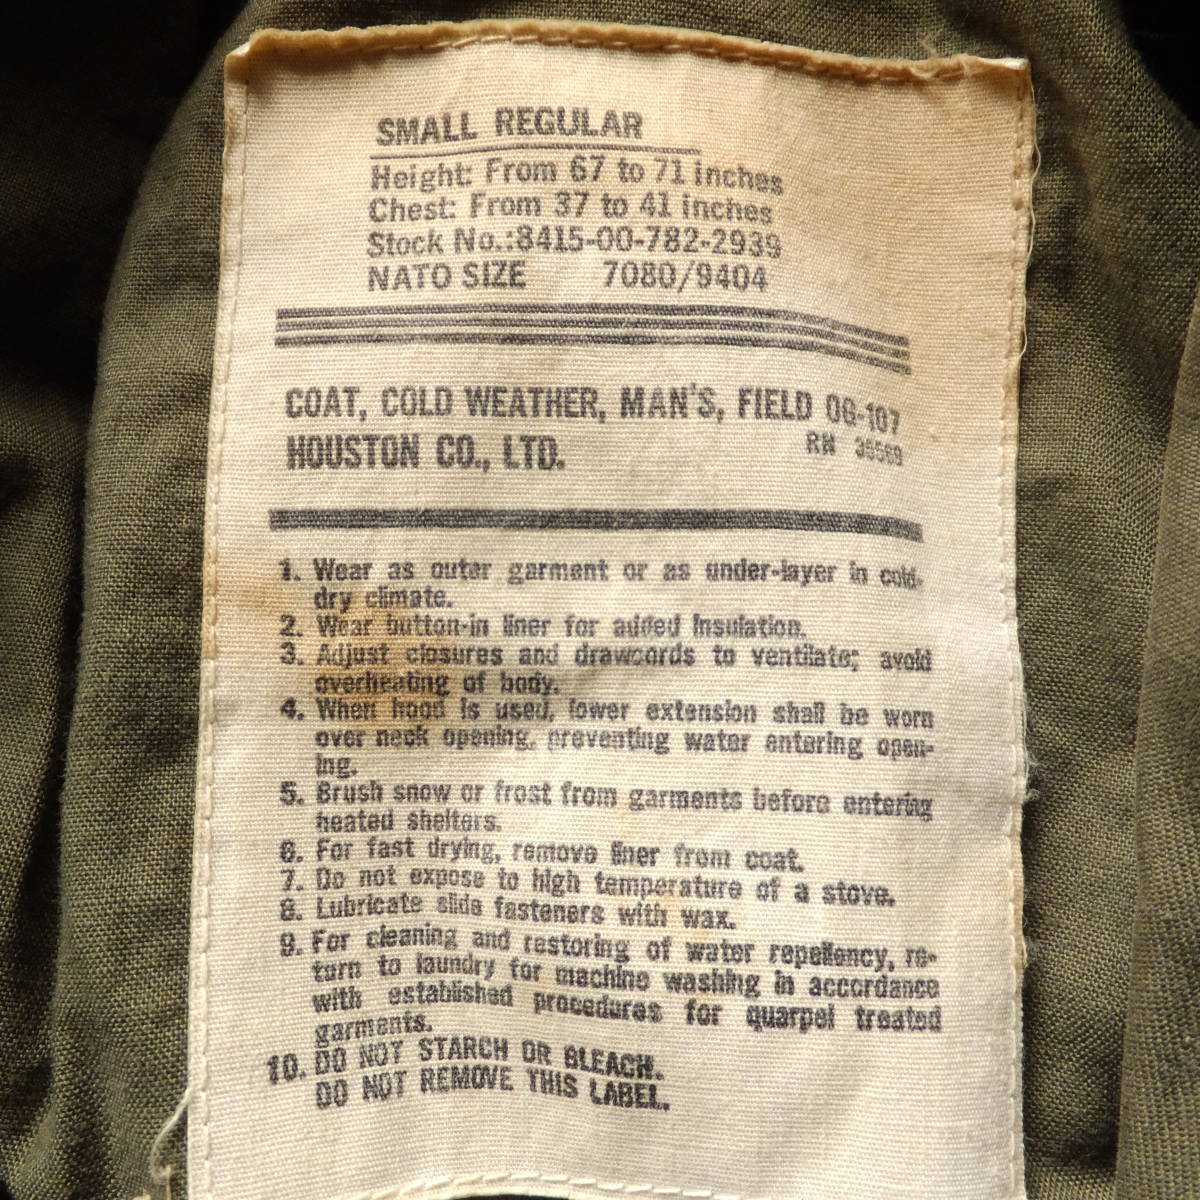 SMALL REGULAR
Height: From 67 to 71 inches
Chest: From 37 to 41 inches
Stock No.:8415-00-782-2939
NATO SIZE 7080/9404
COAT, COLD WEATHER, MAN'S, FIELD OG-107
HOUSTON CO., LTD. RN
1. Wear as outer garment or as under-layer in cold-
dry climate.
2. Wear button-in liner for added insulation.
3. Adjust closures and drawcords to ventilate; avoid
overheating of body.
4. When hood is used, lower extension shall be worn
over neck opening, preventing water entering open-
ing.
5. Brush snow or frost from garments before entering
heated shelters.
6. For fast drying, remove liner from coat.
7. Do not expose to high temperature of a stove.
8. Lubricate slide fasteners with wax.
9. For cleaning and restoring of water repellency, re-
turn to laundry for machine washing in accordance
with established procedures for quarpel treated
garments.
10. DO NOT STARCH OR BLEACH.
DO NOT REMOVE THIS LABEL.